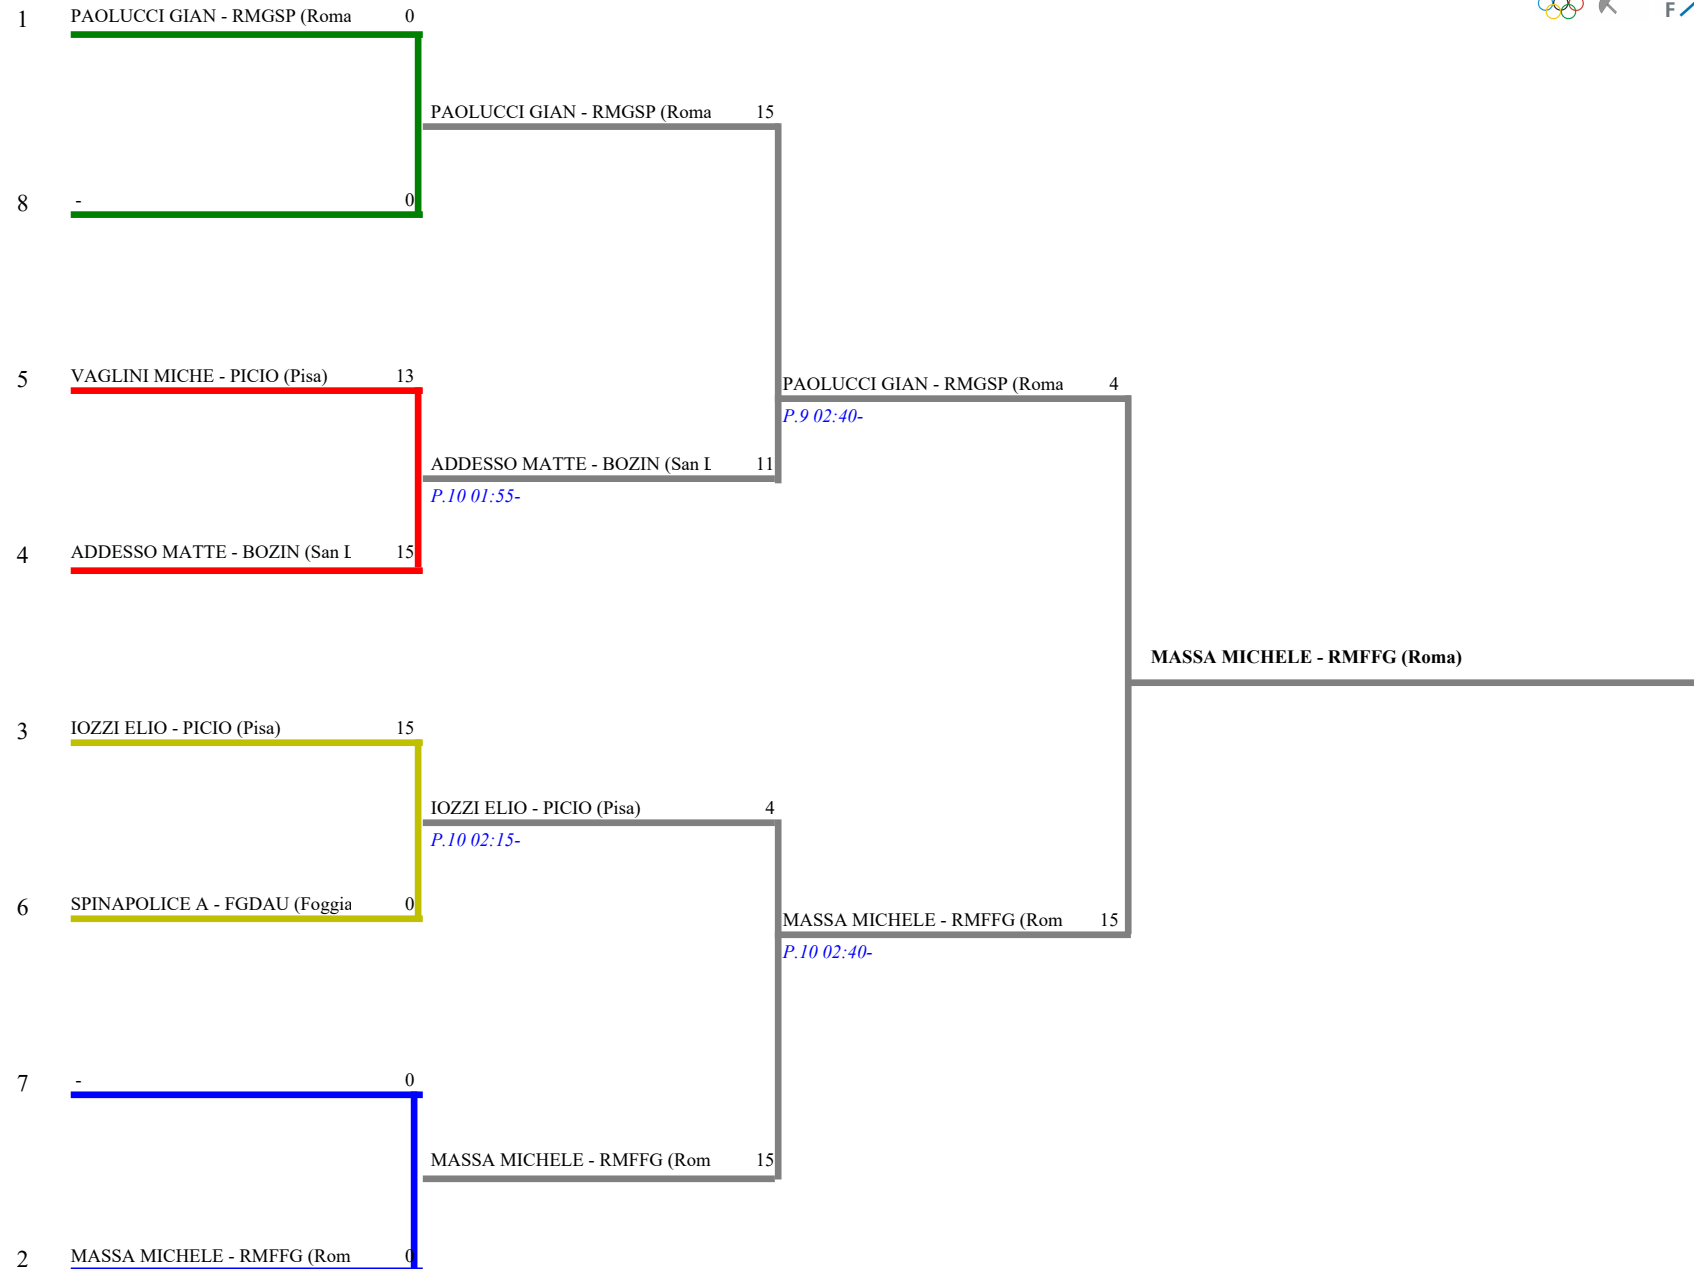 1 PAOLUCCI GIAN - RMGSP (Roma 0
F
PAOLUCCI GIAN - RMGSP (Roma 15
8 - 0
5 VAGLINI MICHE - PICIO (Pisa) 13
PAOLUCCI GIAN - RMGSP (Roma 4
P.9 02:40-
ADDESSO MATTE - BOZIN (San L 11
P.10 01:55-
4 ADDESSO MATTE - BOZIN (San L 15
MASSA MICHELE - RMFFG (Roma)
3 IOZZI ELIO - PICIO (Pisa) 15
IOZZI ELIO - PICIO (Pisa) 4
P.10 02:15-
6 SPINAPOLICE A - FGDAU (Foggia 0
MASSA MICHELE - RMFFG (Rom 15
P.10 02:40-
7 - 0
MASSA MICHELE - RMFFG (Rom 15
2 MASSA MICHELE - RMFFG (Rom 0